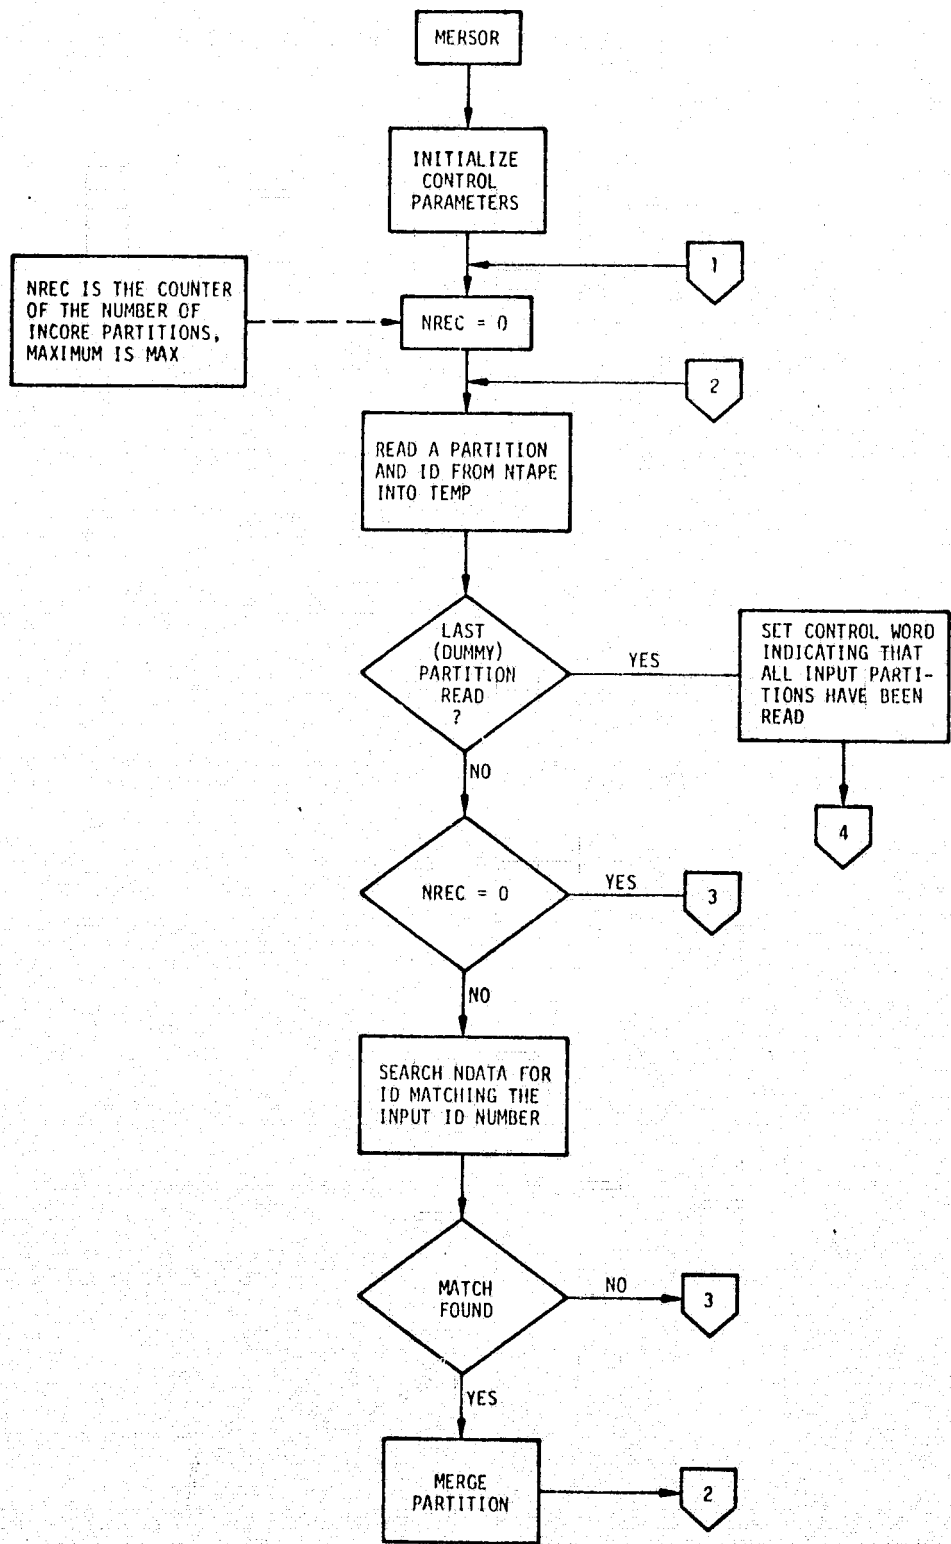 MERSOR
INITIALIZE
CONTROL
PARAMETERS
1
NREC IS THE COUNTER
OF THE NUMBER OF
INCORE PARTITIONS,
MAXIMUM IS MAX
NREC = 0
2
READ A PARTITION
AND ID FROM NTAPE
INTO TEMP
LAST
(DUMMY)
PARTITION
READ
?
YES
SET CONTROL WORD
INDICATING THAT
ALL INPUT PARTI-
TIONS HAVE BEEN
READ
NO
4
NREC = 0
YES
3
NO
SEARCH NDATA FOR
ID MATCHING THE
INPUT ID NUMBER
MATCH
FOUND
NO
3
YES
MERGE
PARTITION
2